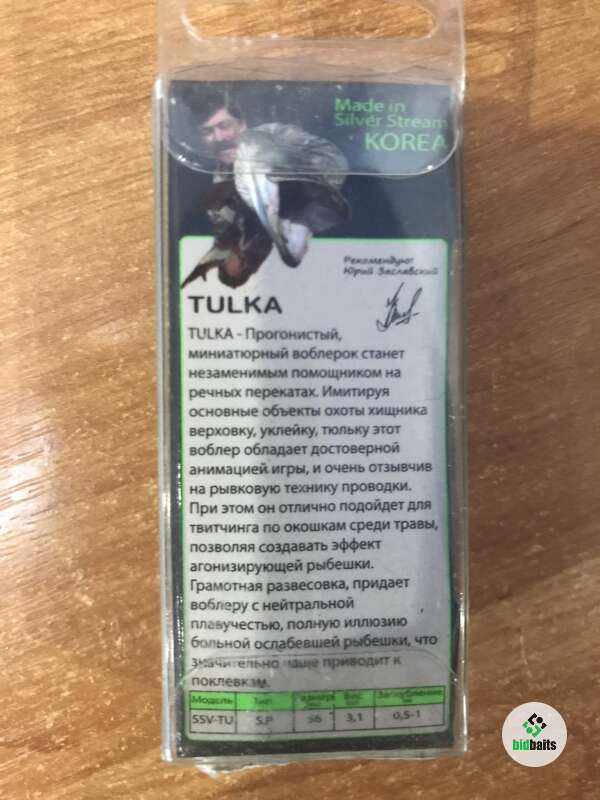 Made in
Silver Stream
KOREA
Рекомендую:
Юрий Заславский
TULKA
TULKA - Прогонистый,
миниатюрный воблерок станет
незаменимым помощником на
речных перекатах. Имитируя
основные объекты охоты хищника
верховку, уклейку, тюльку этот
воблер обладает достоверной
анимацией игры, и очень отзывчив
на рывковую технику проводки.
При этом он отлично подойдет для
твитчинга по окошкам среди травы,
позволяя создавать эффект
агонизирующей рыбешки.
Грамотная развесовка, придает
воблеру с нейтральной
плавучестью, полную иллюзию
больной ослабевшей рыбешки, что
значительно чаще приводит к
поклевкам.
Модель Тип Размер Вес Заглубление
SSV-TU S.P 56 3,1 0,5-1
bidbaits